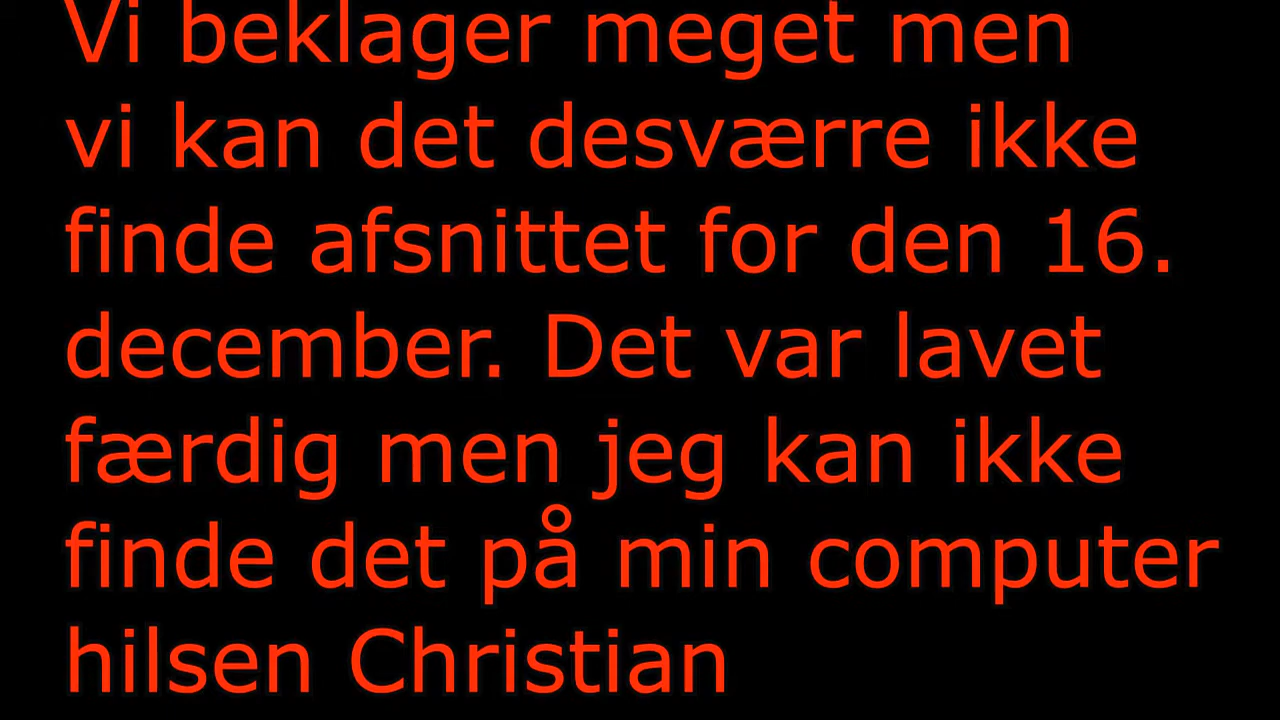 Vi beklager meget men
vi kan det desværre ikke
finde afsnittet for den 16.
december. Det var lavet
færdig men jeg kan ikke
finde det på min computer
hilsen Christian